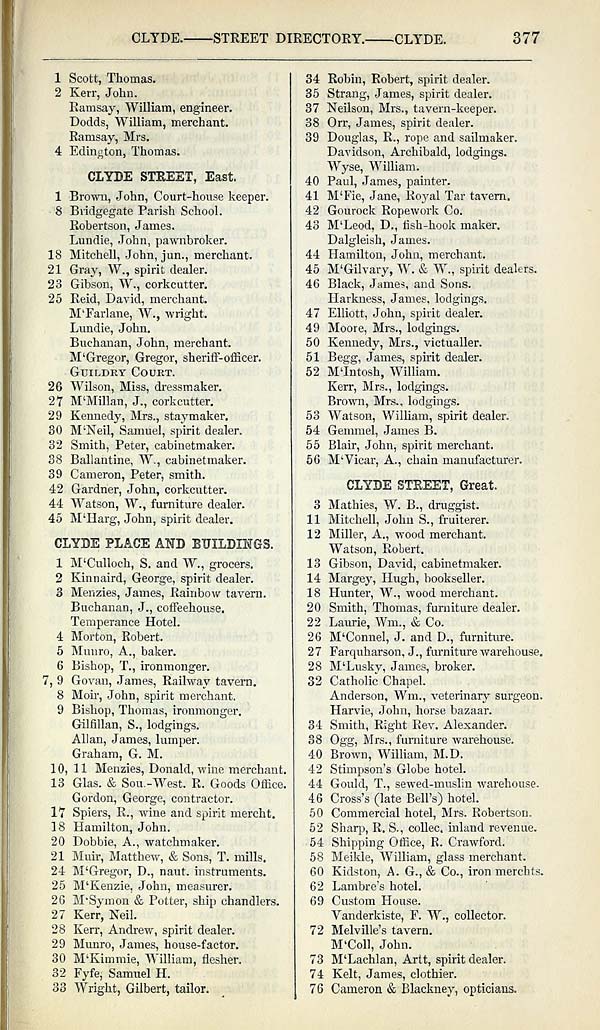 CLYDE.——STREET DIRECTORY.——CLYDE. 377
1 Scott, Thomas.
2 Kerr, John.
Ramsay, William, engineer.
Dodds, William, merchant.
Ramsay, Mrs.
4 Edington, Thomas.
CLYDE STREET, East.
1 Brown, John, Court-house keeper.
8 Bridgegate Parish School.
Robertson, James.
Lundie, John, pawnbroker.
18 Mitchell, John, jun., merchant.
21 Gray, W., spirit dealer.
23 Gibson, W., corkcutter.
25 Reid, David, merchant.
M'Farlane, W., wright.
Lundie, John.
Buchanan, John, merchant.
M'Gregor, Gregor, sheriff-officer.
GUILDRY COURT.
26 Wilson, Miss, dressmaker.
27 M'Millan, J., corkcutter.
29 Kennedy, Mrs., staymaker.
30 M'Neil, Samuel, spirit dealer.
32 Smith, Peter, cabinetmaker.
38 Ballantine, W., cabinetmaker.
39 Cameron, Peter, smith.
42 Gardner, John, corkcutter.
44 Watson, W., furniture dealer.
45 M'Harg, John, spirit dealer.
CLYDE PLACE AND BUILDINGS.
1 M'Culloch, S. and W., grocers.
2 Kinnaird, George, spirit dealer.
3 Menzies, James, Rainbow tavern.
Buchanan, J., coffeehouse.
Temperance Hotel.
4 Morton, Robert.
5 Munro, A., baker.
6 Bishop, T., ironmonger.
7, 9 Govan, James, Railway tavern.
8 Moir, John, spirit merchant.
9 Bishop, Thomas, ironmonger.
Gilfillan, S., lodgings.
Allan, James, lumper.
Graham, G. M.
10, 11 Menzies, Donald, wine merchant.
13 Glas. & Sou.-West. R. Goods Office.
Gordon, George, contractor.
17 Spiers, R., wine and spirit mercht.
18 Hamilton, John.
20 Dobbie, A., watchmaker.
21 Muir, Matthew, & Sons, T. mills.
24 M'Gregor, D., naut. instruments.
25 M'Kenzie, John, measurer.
26 M'Symon & Potter, ship chandlers.
27 Kerr, Neil.
28 Kerr, Andrew, spirit dealer.
29 Munro, James, house-factor.
30 M'Kimmie, William, flesher.
32 Fyfe, Samuel H.
33 Wright, Gilbert, tailor.
34 Robin, Robert, spirit dealer.
35 Strang, James, spirit dealer.
37 Neilson, Mrs., tavern-keeper.
38 Orr, James, spirit dealer.
39 Douglas, R., rope and sailmaker.
Davidson, Archibald, lodgings.
Wyse, William.
40 Paul, James, painter.
41 M'Fie, Jane, Royal Tar tavern.
42 Gourock Ropework Co.
43 M'Leod, D., fish-hook maker.
Dalgleish, James.
44 Hamilton, John, merchant.
45 M'Gilvary, W. & W., spirit dealers.
46 Black, James, and Sons.
Harkness, James, lodgings.
47 Elliott, John, spirit dealer.
49 Moore, Mrs., lodgings.
50 Kennedy, Mrs., victualler.
51 Begg, James, spirit dealer.
52 M'Intosh, William.
Kerr, Mrs., lodgings.
Brown, Mrs., lodgings.
53 Watson, William, spirit dealer.
54 Gemmel, James B.
55 Blair, John, spirit merchant.
56 M'Vicar, A., chain manufacturer.
CLYDE STREET, Great.
3 Mathies, W. B., druggist.
11 Mitchell, John S., fruiterer.
12 Miller, A., wood merchant.
Watson, Robert.
13 Gibson, David, cabinetmaker.
14 Margey, Hugh, bookseller.
18 Hunter, W., wood merchant.
20 Smith, Thomas, furniture dealer.
22 Laurie, Wm., & Co.
26 M'Connel, J. and D., furniture.
27 Farquharson, J., furniture warehouse.
28 M'Lusky, James, broker.
32 Catholic Chapel.
Anderson, Wm., veterinary surgeon.
Harvie, John, horse bazaar.
34 Smith, Right Rev. Alexander.
38 Ogg, Mrs., furniture warehouse.
40 Brown, William, M.D.
42 Stimpson's Globe hotel.
44 Gould, T., sewed-muslin warehouse.
46 Cross's (late Bell's) hotel.
50 Commercial hotel, Mrs. Robertson.
52 Sharp, R. S., collec. inland revenue.
54 Shipping Office, R. Crawford.
58 Meikle, William, glass merchant.
60 Kidston, A. G., & Co., iron merchts.
62 Lambre's hotel.
69 Custom House.
Vanderkiste, F. W., collector.
72 Melville's tavern.
M'Coll, John.
73 M'Lachlan, Artt, spirit dealer.
74 Kelt, James, clothier.
76 Cameron & Blackney, opticians.